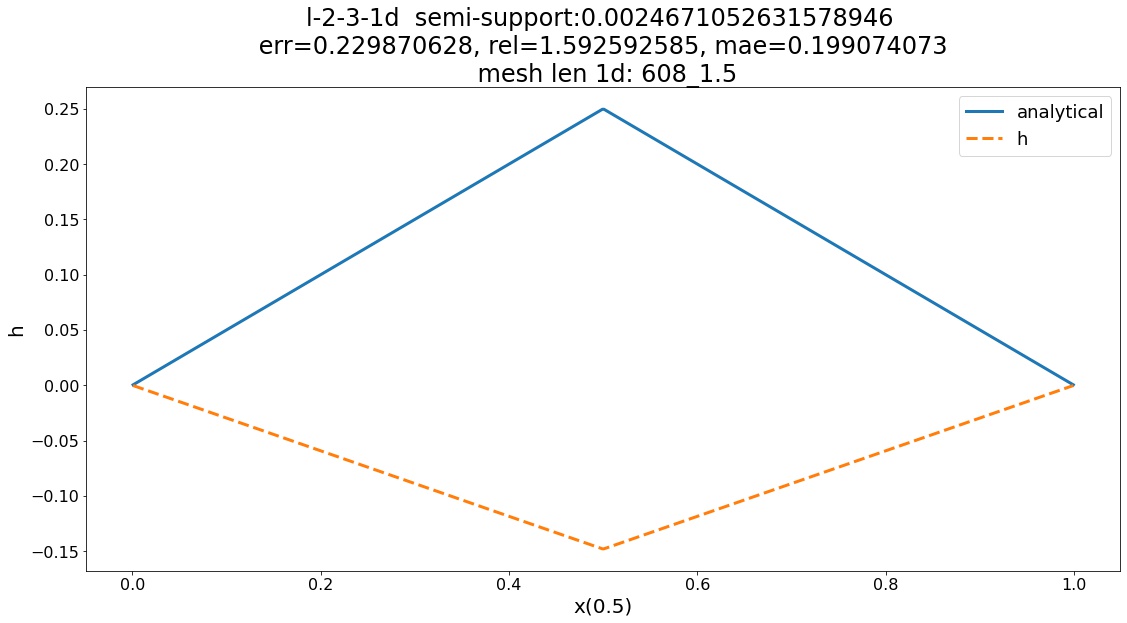 l-2-3-1d  semi-support:0.0024671052631578946
err=0.229870628, rel=1.592592585, mae=0.199074073
mesh len 1d: 608_1.5
analytical
h
0.25
0.20
0.15
0.10
0.05
0.00
−0.05
−0.10
−0.15
h
0.0
0.2
0.4
0.6
0.8
1.0
x(0.5)